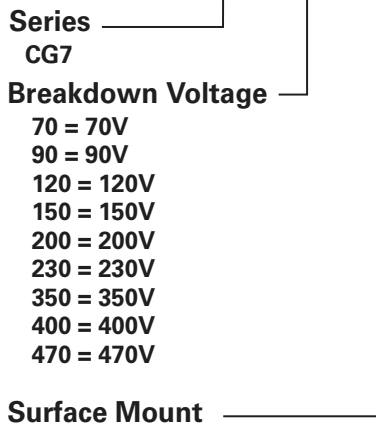 Series
CG7
Breakdown Voltage
70 = 70V
90 = 90V
120 = 120V
150 = 150V
200 = 200V
230 = 230V
350 = 350V
400 = 400V
470 = 470V
Surface Mount